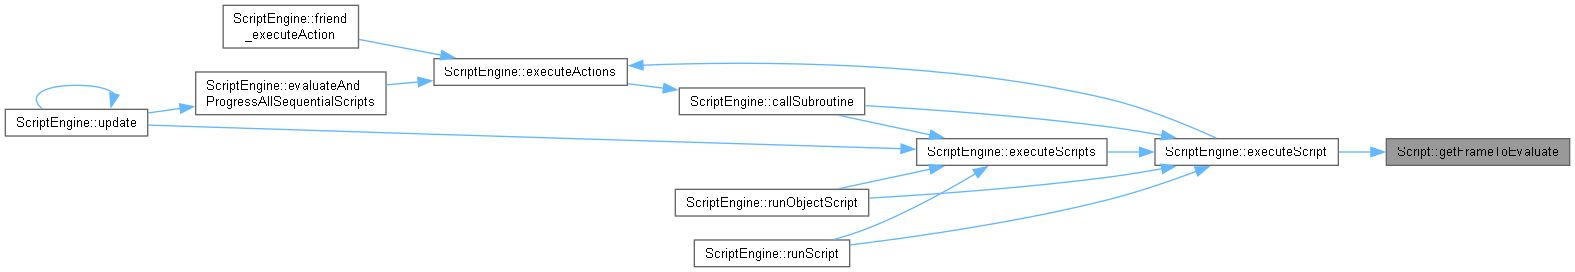 ScriptEngine::friend
_executeAction
ScriptEngine::executeActions
ScriptEngine::evaluateAnd
ProgressAllSequentialScripts
ScriptEngine::update
ScriptEngine::callSubroutine
ScriptEngine::executeScripts
ScriptEngine::executeScript
Script::getFrameToEvaluate
ScriptEngine::runObjectScript
ScriptEngine::runScript